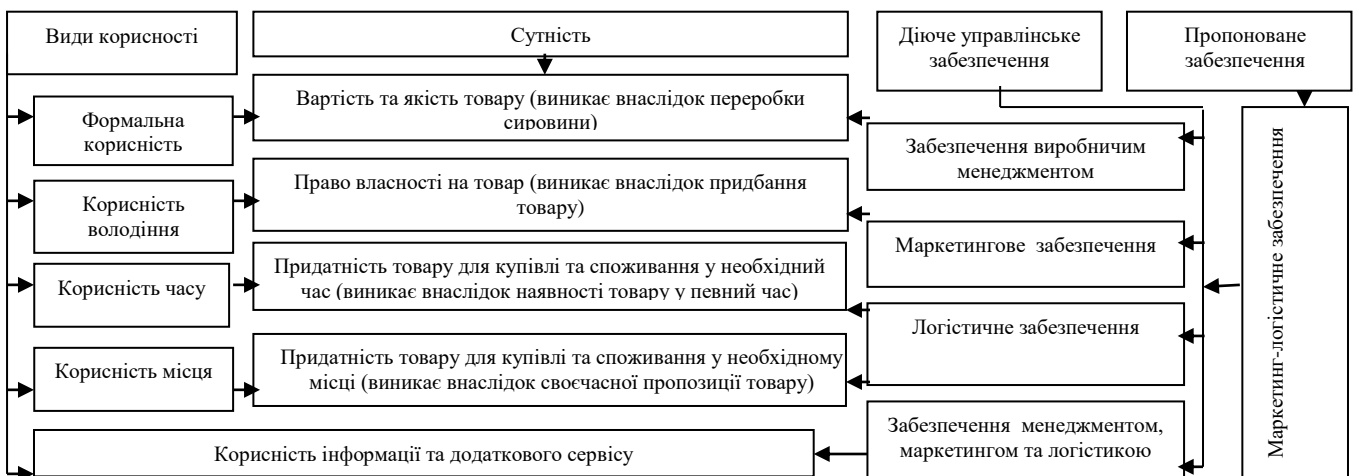 Види корисності
Сутність
Діюче управлінське
забезпечення
Пропоноване
забезпечення
Формальна
корисність
Вартість та якість товару (виникає внаслідок переробки
сировини)
Забезпечення виробничим
менеджментом
Корисність
володіння
Право власності на товар (виникає внаслідок придбання
товару)
Маркетингове забезпечення
Корисність часу
Придатність товару для купівлі та споживання у необхідний
час (виникає внаслідок наявності товару у певний час)
Логістичне забезпечення
Корисність місця
Придатність товару для купівлі та споживання у необхідному
місці (виникає внаслідок своєчасної пропозиції товару)
Корисність інформації та додаткового сервісу
Забезпечення менеджментом,
маркетингом та логістикою
Маркетинг-логістичне забезпечення